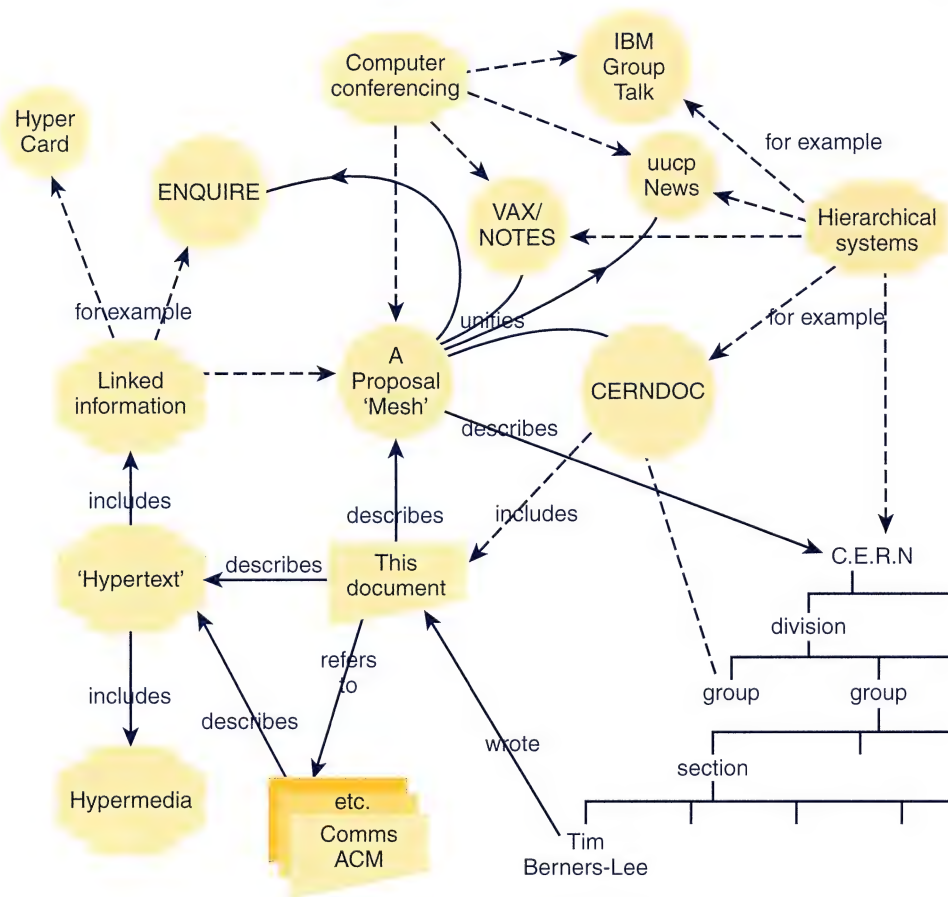 IBM
Group
Talk
Computer
conferencing
Hyper
Card
for example
uucp
News
ENQUIRE
VAX/
NOTES
Hierarchical
systems
for example
unifies
for example
A
Proposal
'Mesh'
Linked
information
CERNDOC
describes
includes
describes
includes
C.E.R.N
'Hypertext'
describes
This
document
division
refers
to
includes
group
group
describes
wrote
section
Hypermedia
etc.
Comms
ACM
Tim
Berners-Lee